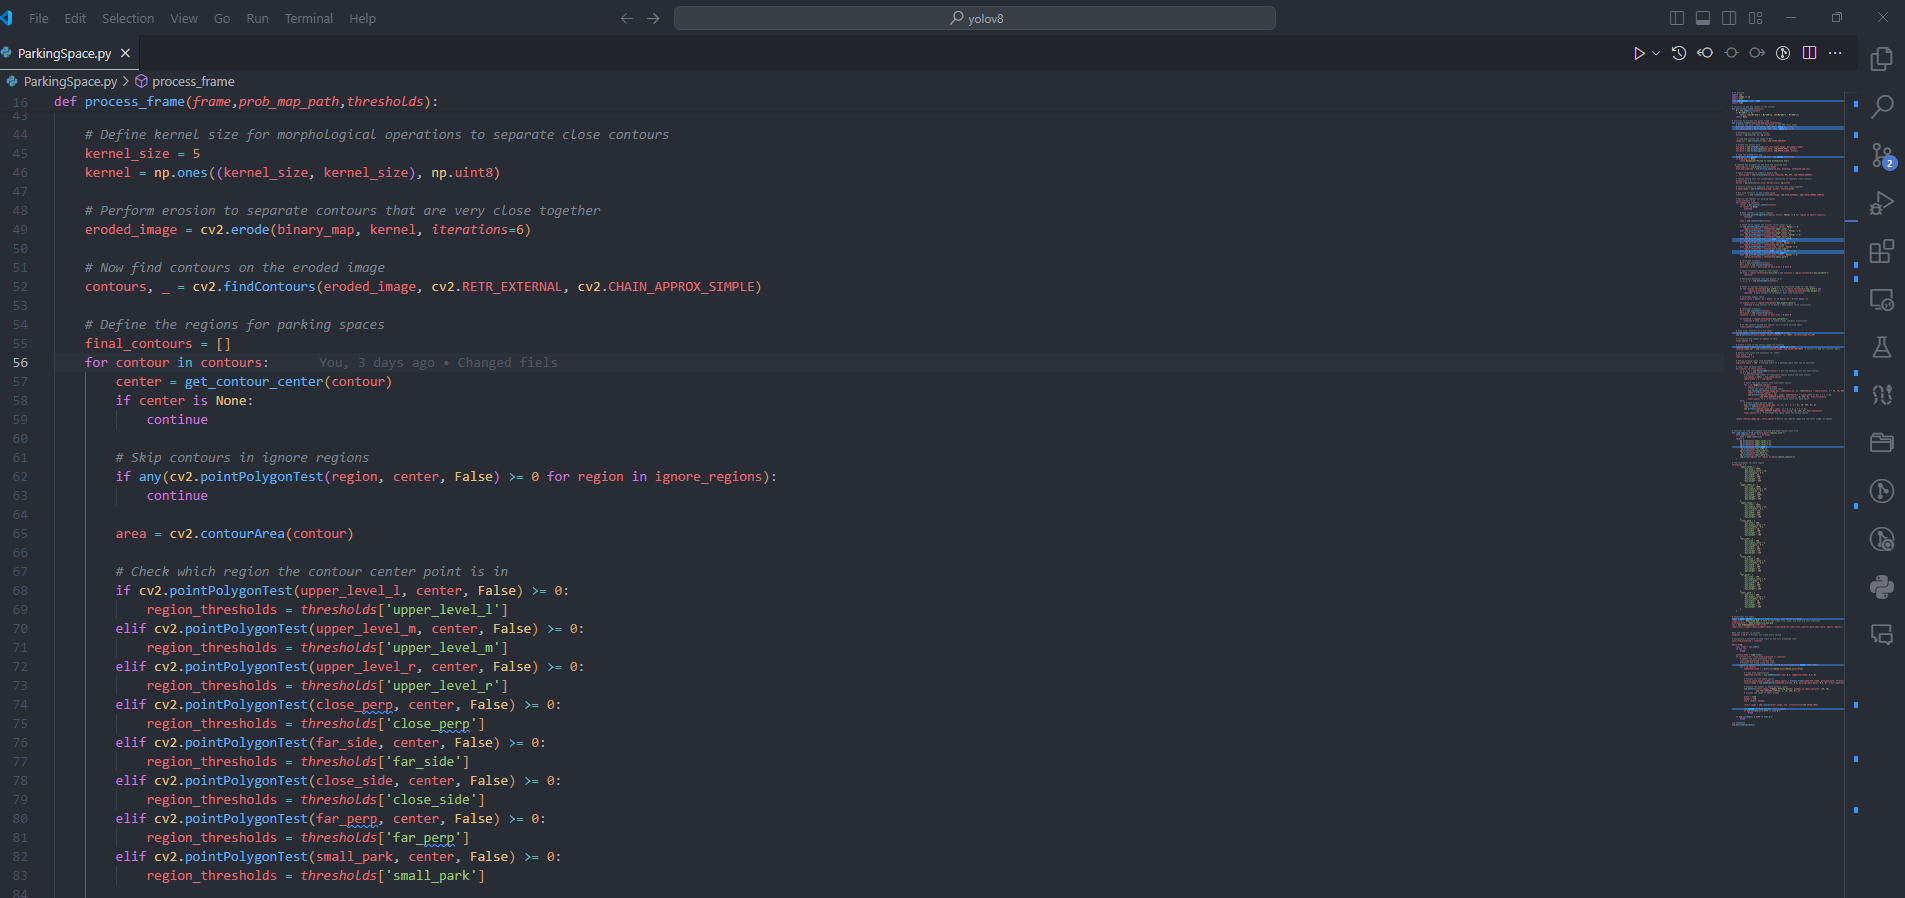 File Edit Selection View Go Run Terminal Help
yolov8
ParkingSpace.py
ParkingSpace.py > process_frame
16 def process_frame(frame,prob_map_path,thresholds):
43
44 # Define kernel size for morphological operations to separate close contours
45 kernel_size = 5
46 kernel = np.ones((kernel_size, kernel_size), np.uint8)
47
48 # Perform erosion to separate contours that are very close together
49 eroded_image = cv2.erode(binary_map, kernel, iterations=6)
50
51 # Now find contours on the eroded image
52 contours, _ = cv2.findContours(eroded_image, cv2.RETR_EXTERNAL, cv2.CHAIN_APPROX_SIMPLE)
53
54 # Define the regions for parking spaces
55 final_contours = []
56 for contour in contours: You, 3 days ago • Changed fiels
57 center = get_contour_center(contour)
58 if center is None:
59 continue
60
61 # Skip contours in ignore regions
62 if any(cv2.pointPolygonTest(region, center, False) >= 0 for region in ignore_regions):
63 continue
64
65 area = cv2.contourArea(contour)
66
67 # Check which region the contour center point is in
68 if cv2.pointPolygonTest(upper_level_l, center, False) >= 0:
69 region_thresholds = thresholds['upper_level_l']
70 elif cv2.pointPolygonTest(upper_level_m, center, False) >= 0:
71 region_thresholds = thresholds['upper_level_m']
72 elif cv2.pointPolygonTest(upper_level_r, center, False) >= 0:
73 region_thresholds = thresholds['upper_level_r']
74 elif cv2.pointPolygonTest(close_perp, center, False) >= 0:
75 region_thresholds = thresholds['close_perp']
76 elif cv2.pointPolygonTest(far_side, center, False) >= 0:
77 region_thresholds = thresholds['far_side']
78 elif cv2.pointPolygonTest(close_side, center, False) >= 0:
79 region_thresholds = thresholds['close_side']
80 elif cv2.pointPolygonTest(far_perp, center, False) >= 0:
81 region_thresholds = thresholds['far_perp']
82 elif cv2.pointPolygonTest(small_park, center, False) >= 0:
83 region_thresholds = thresholds['small_park']
84
2